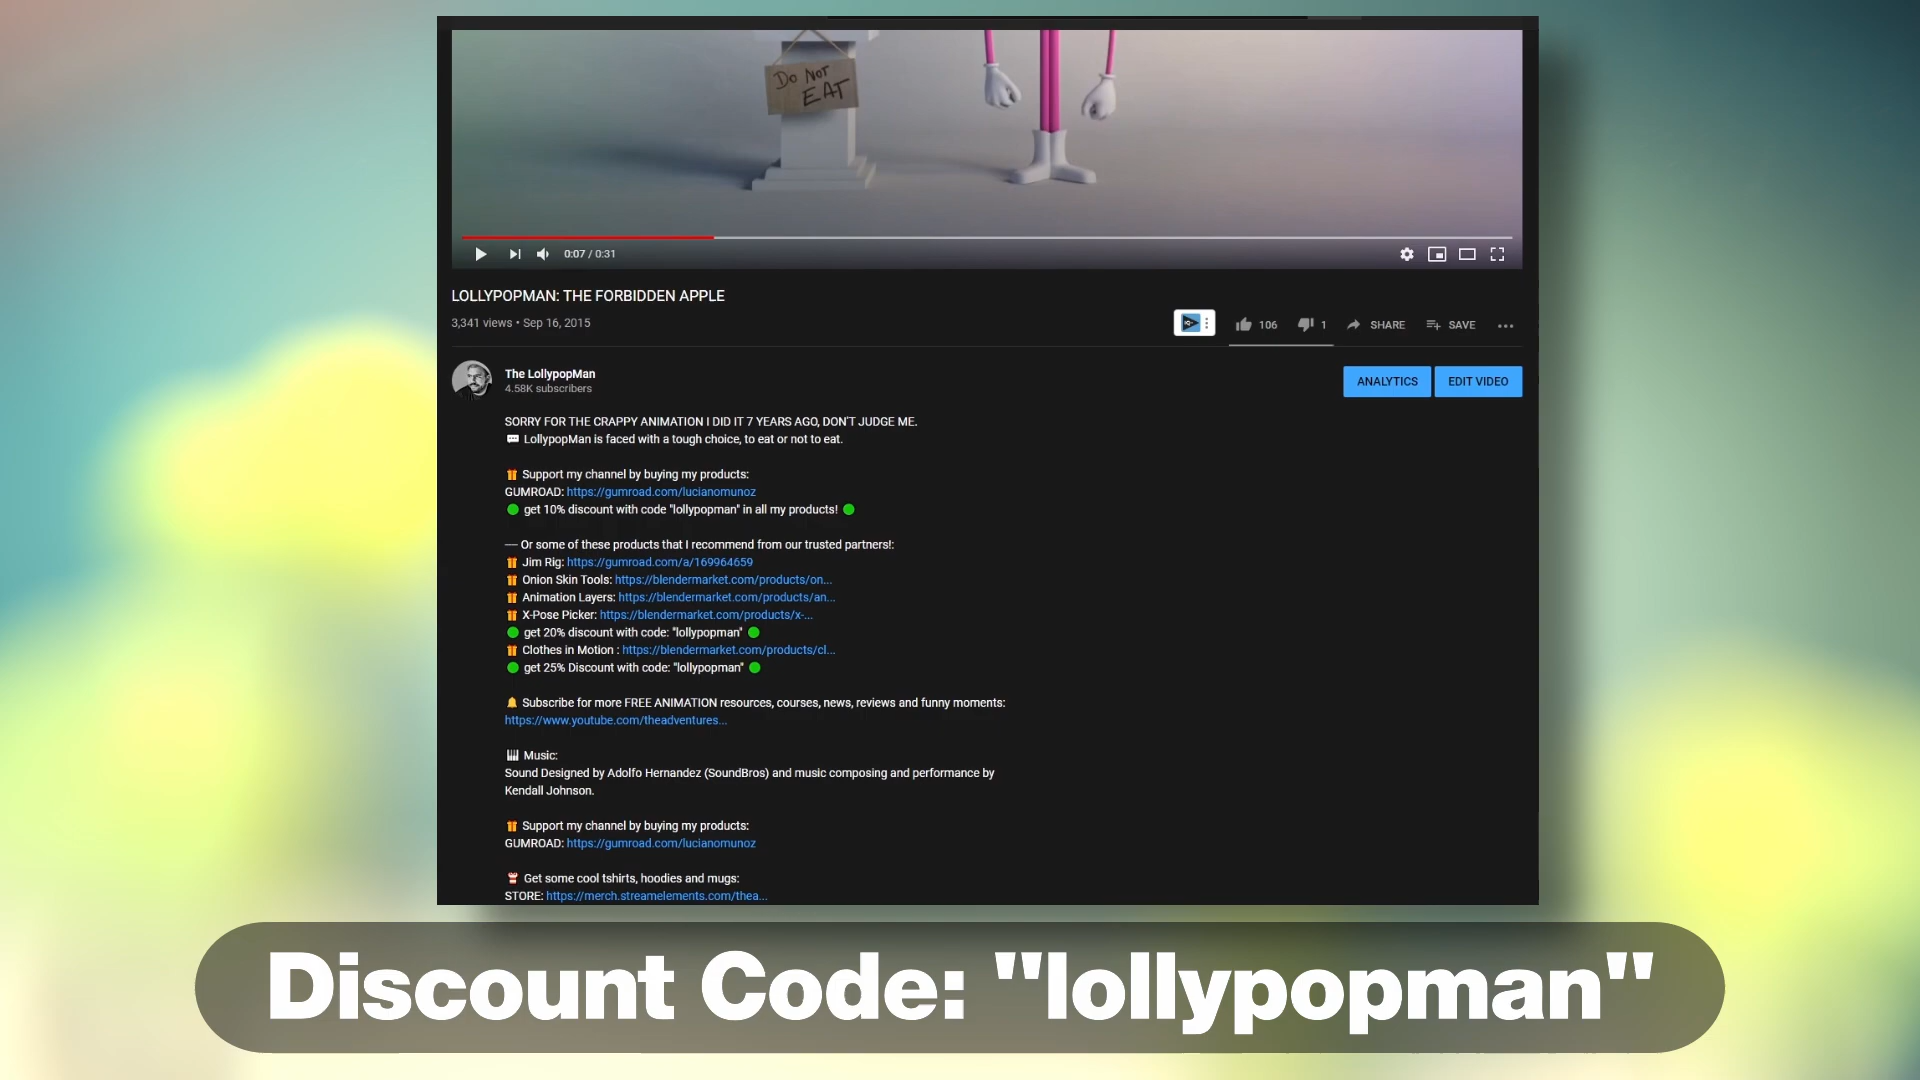 DO NOT
EAT
0:07 / 0:31
LOLLYPOPMAN: THE FORBIDDEN APPLE
3,341 views • Sep 16, 2015
106
1
SHARE
SAVE
The LollypopMan
4.58K subscribers
ANALYTICS
EDIT VIDEO
SORRY FOR THE CRAPPY ANIMATION I DID IT 7 YEARS AGO, DON'T JUDGE ME.
💬 LollypopMan is faced with a tough choice, to eat or not to eat.
🎁 Support my channel by buying my products:
GUMROAD: https://gumroad.com/lucianomunoz
🟢 get 10% discount with code "lollypopman" in all my products! 🟢
— Or some of these products that I recommend from our trusted partners!:
🎁 Jim Rig: https://gumroad.com/a/169964659
🎁 Onion Skin Tools: https://blendermarket.com/products/on...
🎁 Animation Layers: https://blendermarket.com/products/an...
🎁 X-Pose Picker: https://blendermarket.com/products/x-...
🟢 get 20% discount with code: "lollypopman" 🟢
🎁 Clothes in Motion : https://blendermarket.com/products/cl...
🟢 get 25% Discount with code: "lollypopman" 🟢
🔔 Subscribe for more FREE ANIMATION resources, courses, news, reviews and funny moments:
https://www.youtube.com/theadventures...
🎹 Music:
Sound Designed by Adolfo Hernandez (SoundBros) and music composing and performance by
Kendall Johnson.
🎁 Support my channel by buying my products:
GUMROAD: https://gumroad.com/lucianomunoz
Get some cool tshirts, hoodies and mugs:
STORE: https://merch.streamelements.com/thea...
Discount Code: "lollypopman"